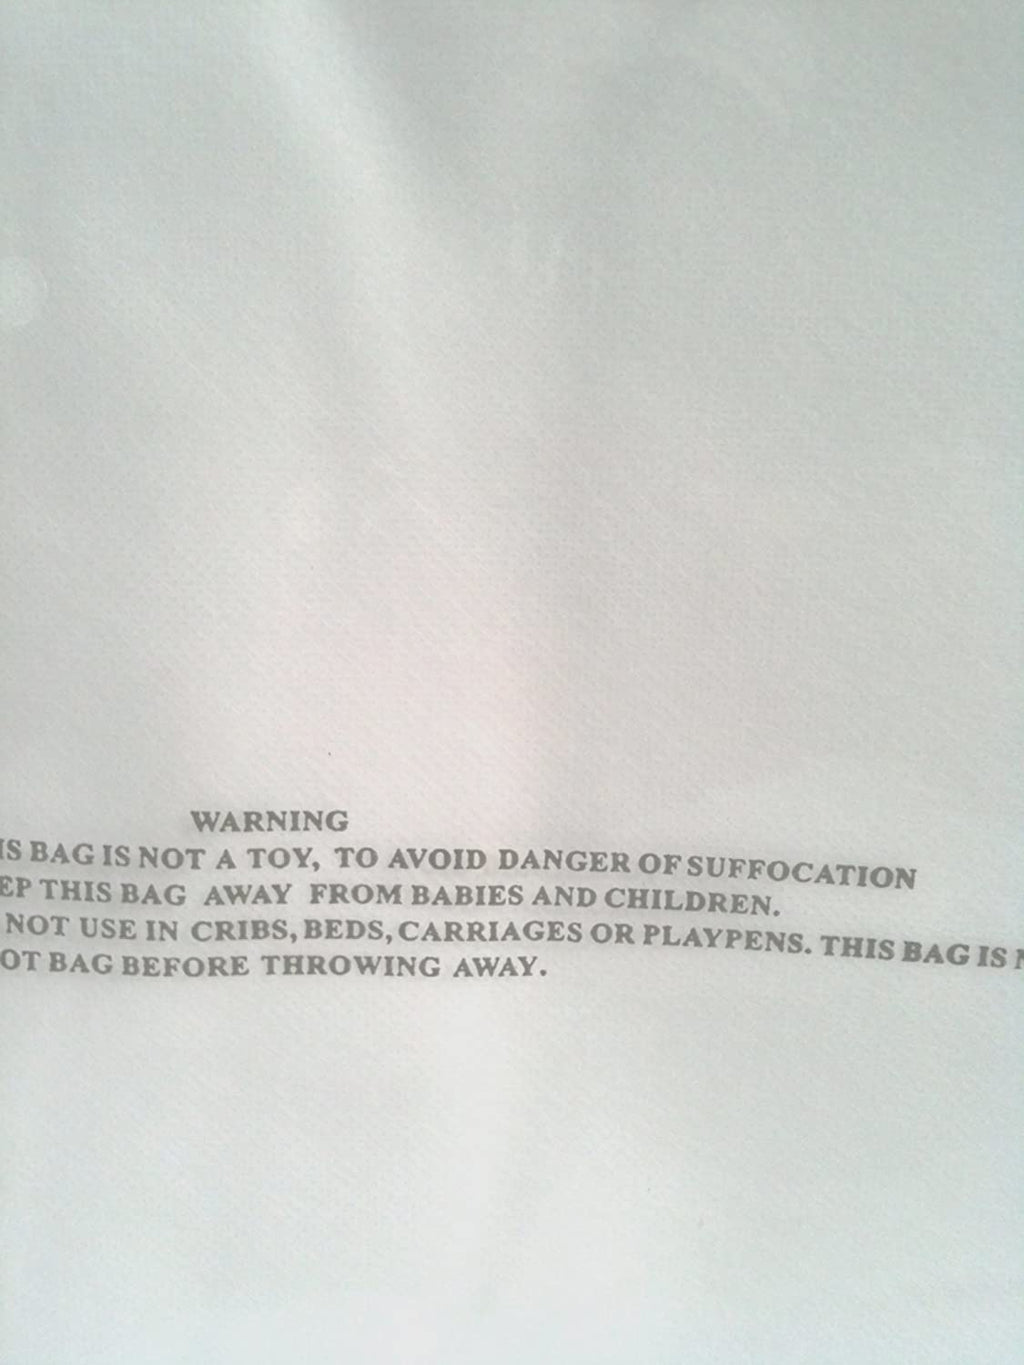 WARNING
IS BAG IS NOT A TOY, TO AVOID DANGER OF SUFFOCATION
EP THIS BAG AWAY FROM BABIES AND CHILDREN.
NOT USE IN CRIBS, BEDS, CARRIAGES OR PLAYPENS. THIS BAG IS
OT BAG BEFORE THROWING AWAY.